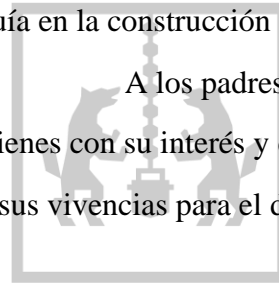 uía en la construcción
A los padres
ienes con su interés y
sus vivencias para el d